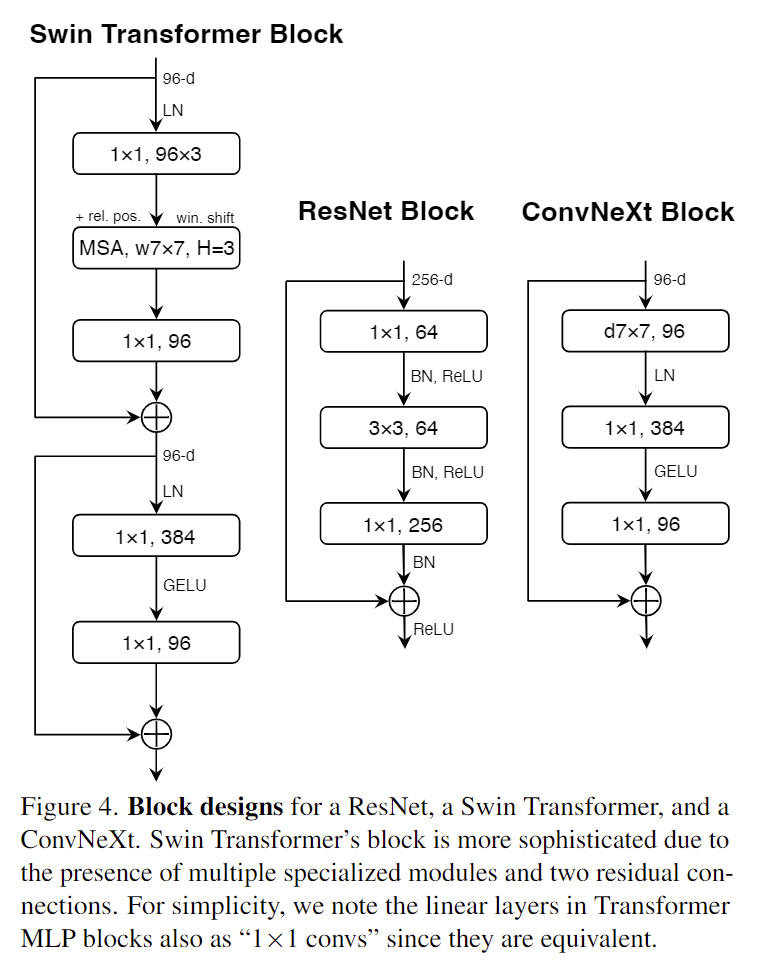 Swin Transformer Block
96-d
LN
1×1, 96×3
+ rel. pos.
win. shift
MSA, w7×7, H=3
1×1, 96
96-d
LN
1×1, 384
GELU
1×1, 96
ResNet Block
256-d
1×1, 64
BN, ReLU
3×3, 64
BN, ReLU
1×1, 256
BN
ReLU
ConvNeXt Block
96-d
d7×7, 96
LN
1×1, 384
GELU
1×1, 96
Figure 4. Block designs for a ResNet, a Swin Transformer, and a
ConvNeXt. Swin Transformer's block is more sophisticated due to
the presence of multiple specialized modules and two residual con-
nections. For simplicity, we note the linear layers in Transformer
MLP blocks also as “1×1 convs” since they are equivalent.